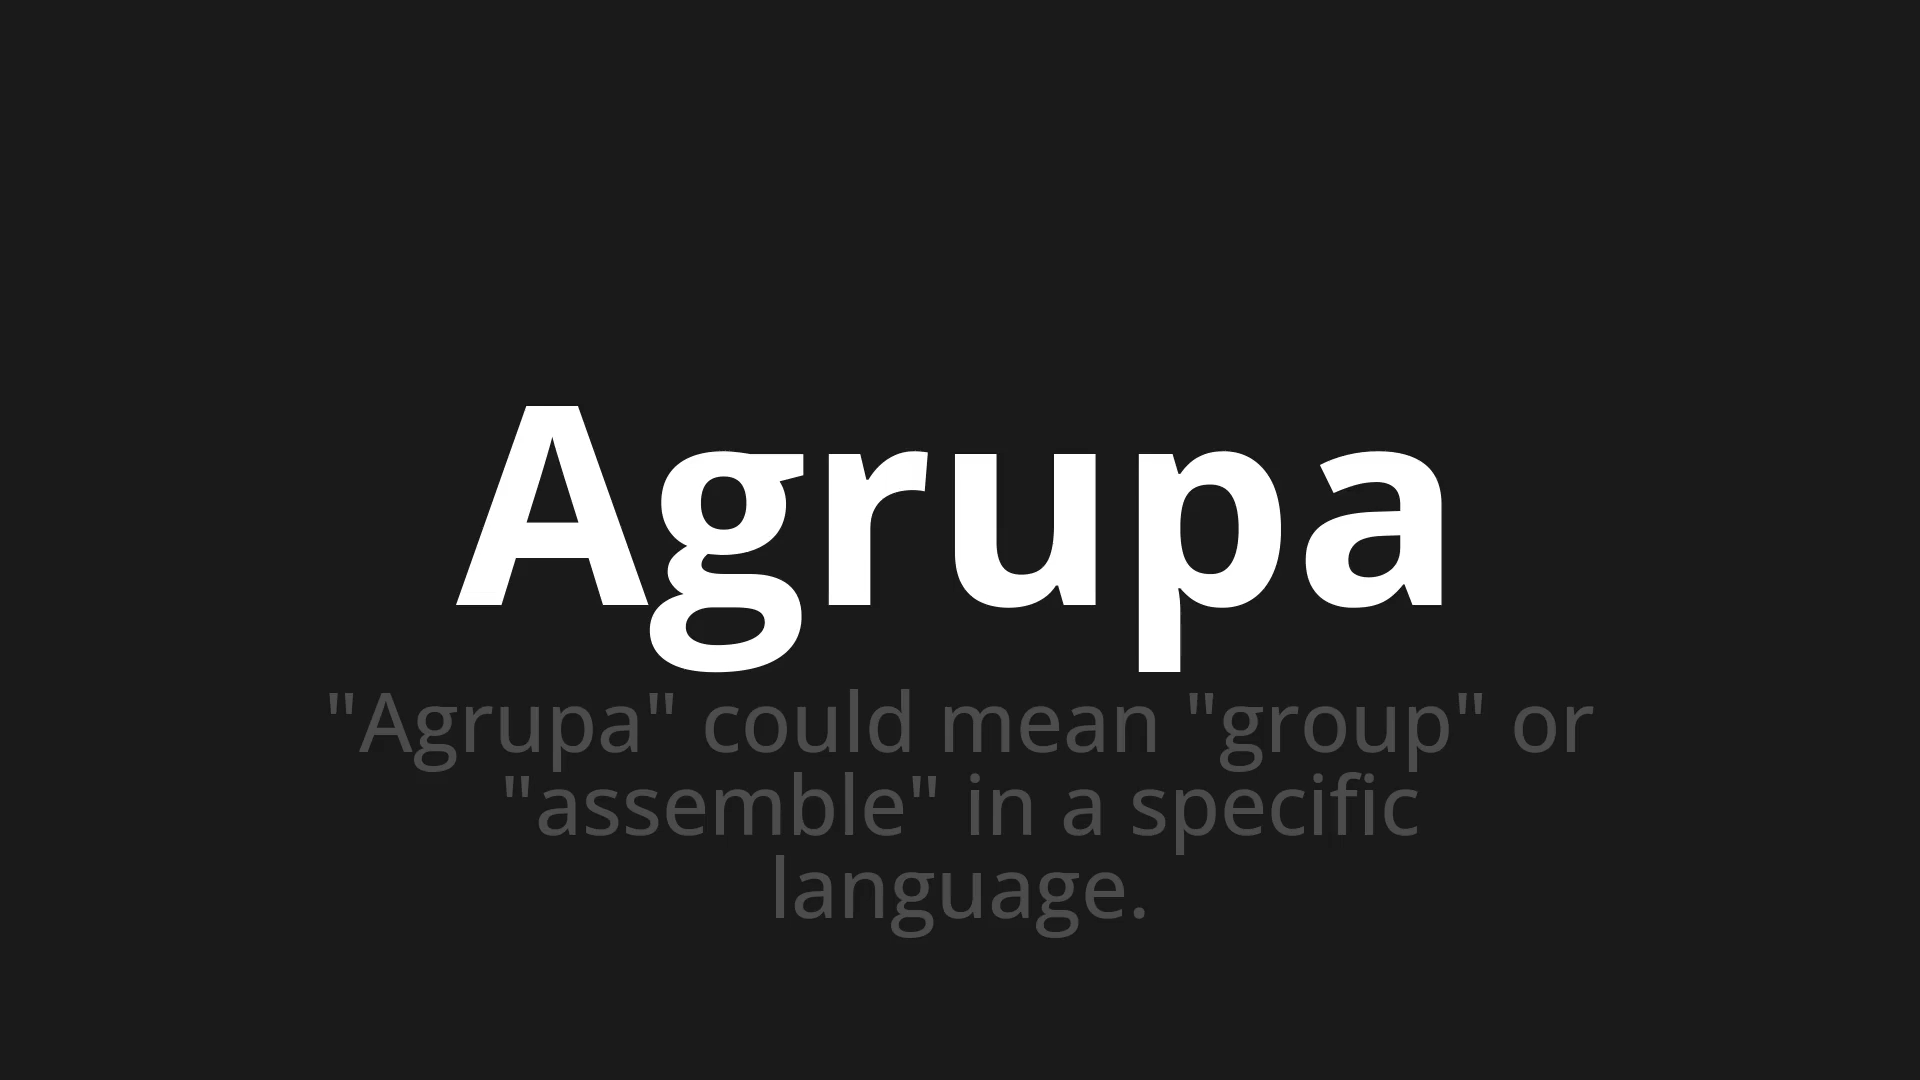 Agrupa
"Agrupa" could mean "group" or
"assemble" in a specific
language.